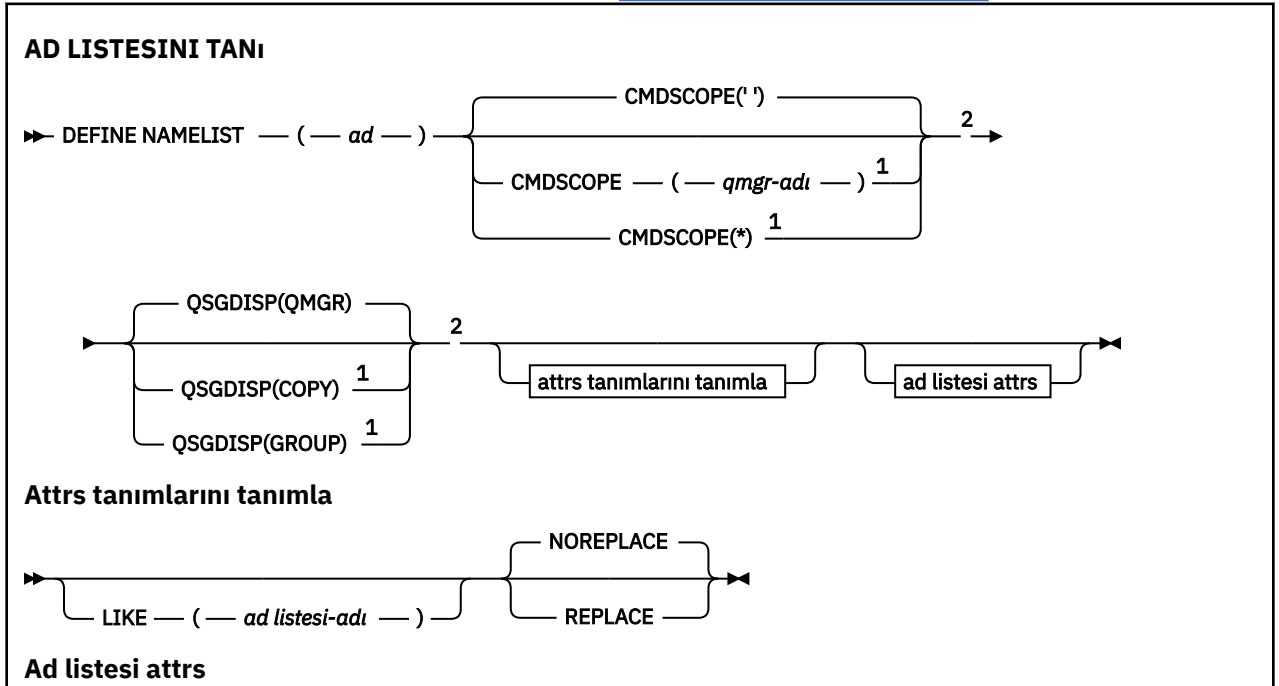 AD LISTESINI TANı
CMDSCOPE(' ')
DEFINE NAMELIST ( ad ) 2
CMDSCOPE ( qmgr-adı ) 1
CMDSCOPE(*) 1
QSGDISP(QMGR)
2
QSGDISP(COPY) 1 attrs tanımlarını tanımla ad listesi attrs
QSGDISP(GROUP) 1
Attrs tanımlarını tanımla
NOREPLACE
LIKE ( ad listesi-adı ) REPLACE
Ad listesi attrs